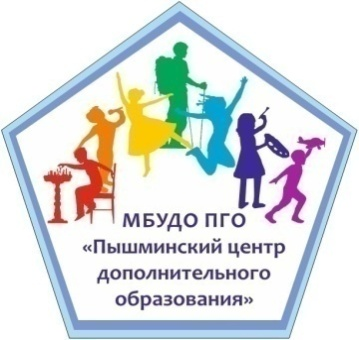 МБУДО ПГО
«Пышминский центр
дополнительного
образования»